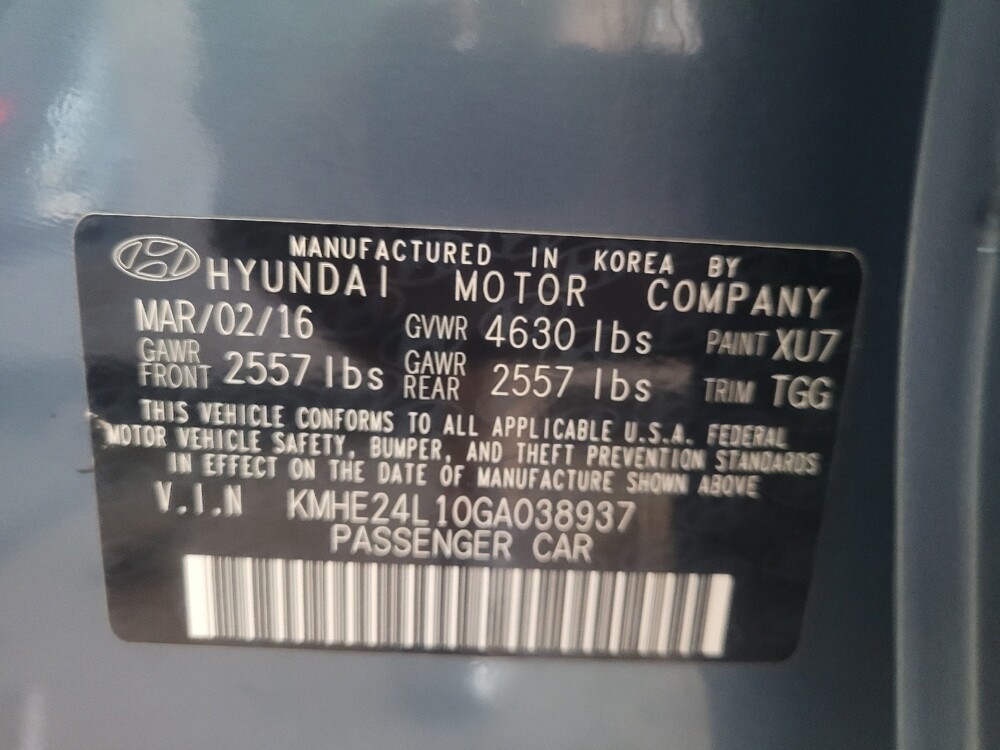 MANUFACTURED IN KOREA BY
HYUNDAI MOTOR COMPANY
MAR/02/16 GVWR 4630 lbs PAINT XU7
GAWR FRONT 2557 lbs GAWR REAR 2557 lbs TRIM TGG
THIS VEHICLE CONFORMS TO ALL APPLICABLE U.S.A. FEDERAL
MOTOR VEHICLE SAFETY, BUMPER, AND THEFT PREVENTION STANDARDS
IN EFFECT ON THE DATE OF MANUFACTURE SHOWN ABOVE
V.I.N KMHE24L10GA038937
PASSENGER CAR